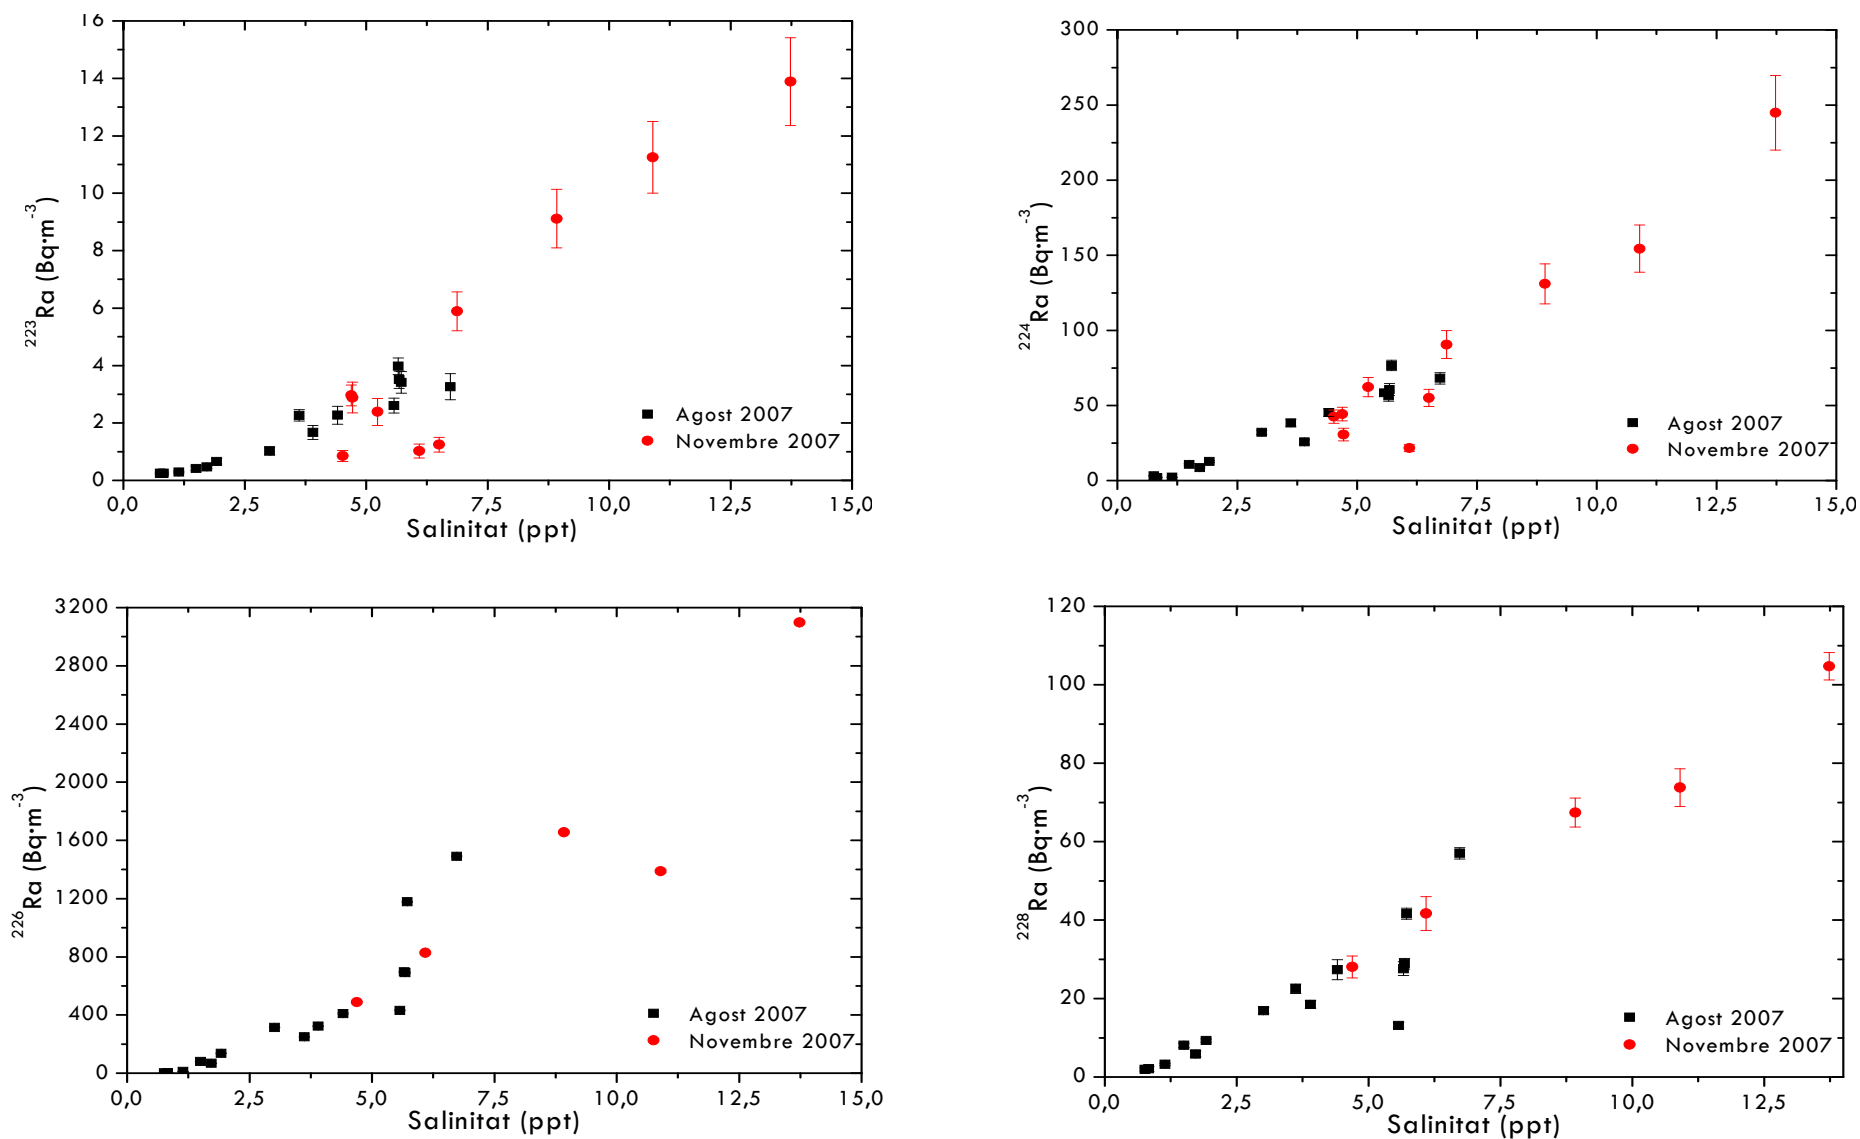 16
14
12
10
8
6
4
2
0
²²³Ra (Bq·m⁻³)
0,0 2,5 5,0 7,5 10,0 12,5 15,0
Salinitat (ppt)
Agost 2007
Novembre 2007
300
250
200
150
100
50
0
²²⁴Ra (Bq·m⁻³)
0,0 2,5 5,0 7,5 10,0 12,5 15,0
Salinitat (ppt)
Agost 2007
Novembre 2007
3200
2800
2400
2000
1600
1200
800
400
0
²²⁶Ra (Bq·m⁻³)
0,0 2,5 5,0 7,5 10,0 12,5 15,0
Salinitat (ppt)
Agost 2007
Novembre 2007
120
100
80
60
40
20
0
²²⁸Ra (Bq·m⁻³)
0,0 2,5 5,0 7,5 10,0 12,5
Salinitat (ppt)
Agost 2007
Novembre 2007